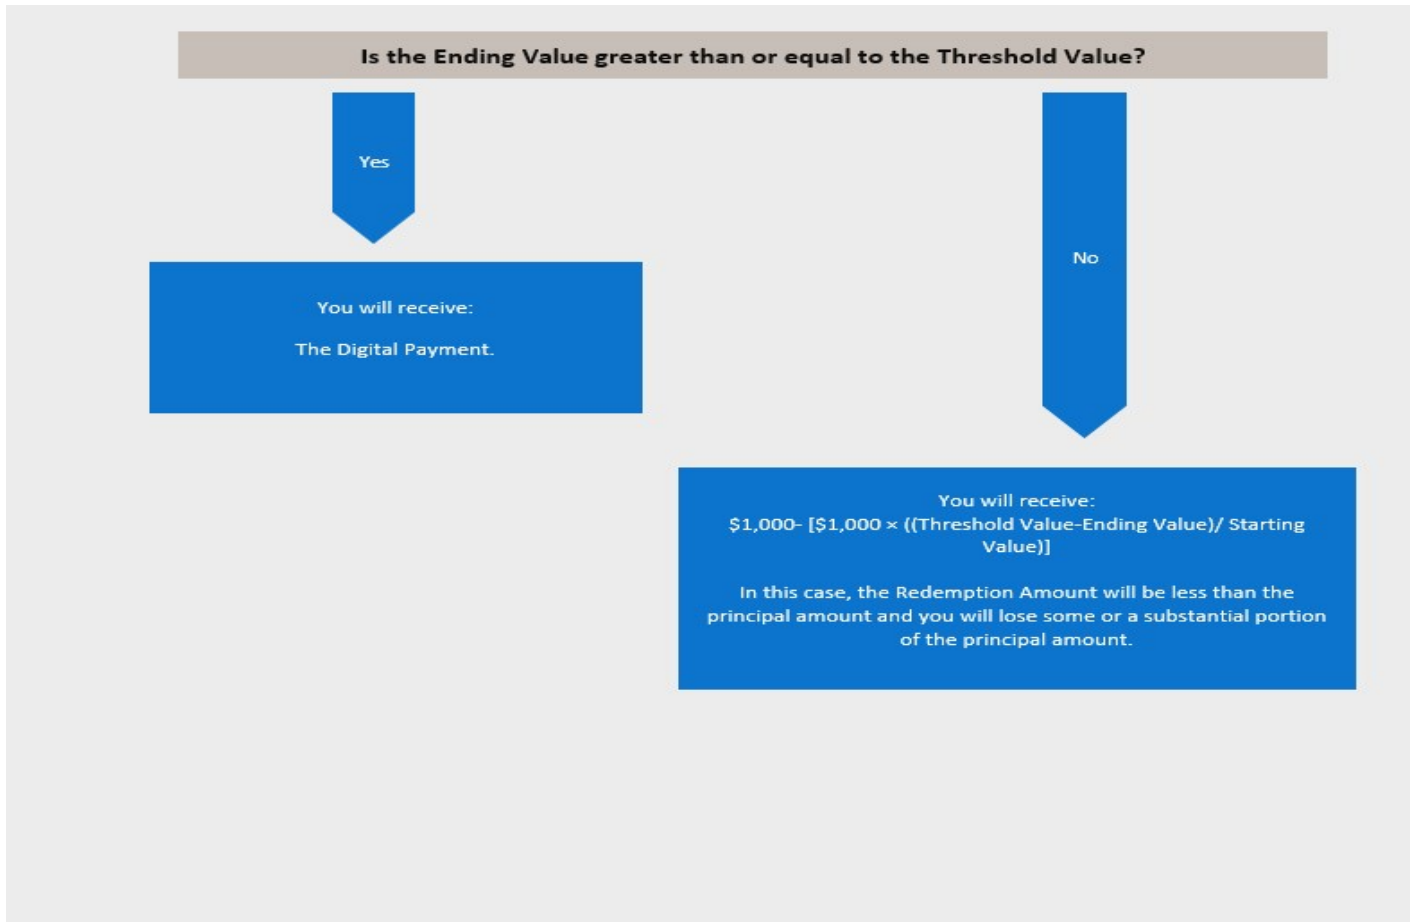 Is the Ending Value greater than or equal to the Threshold Value?
Yes
No
You will receive:
The Digital Payment.
You will receive:
$1,000- [$1,000 × ((Threshold Value-Ending Value)/ Starting
Value)]
In this case, the Redemption Amount will be less than the
principal amount and you will lose some or a substantial portion
of the principal amount.